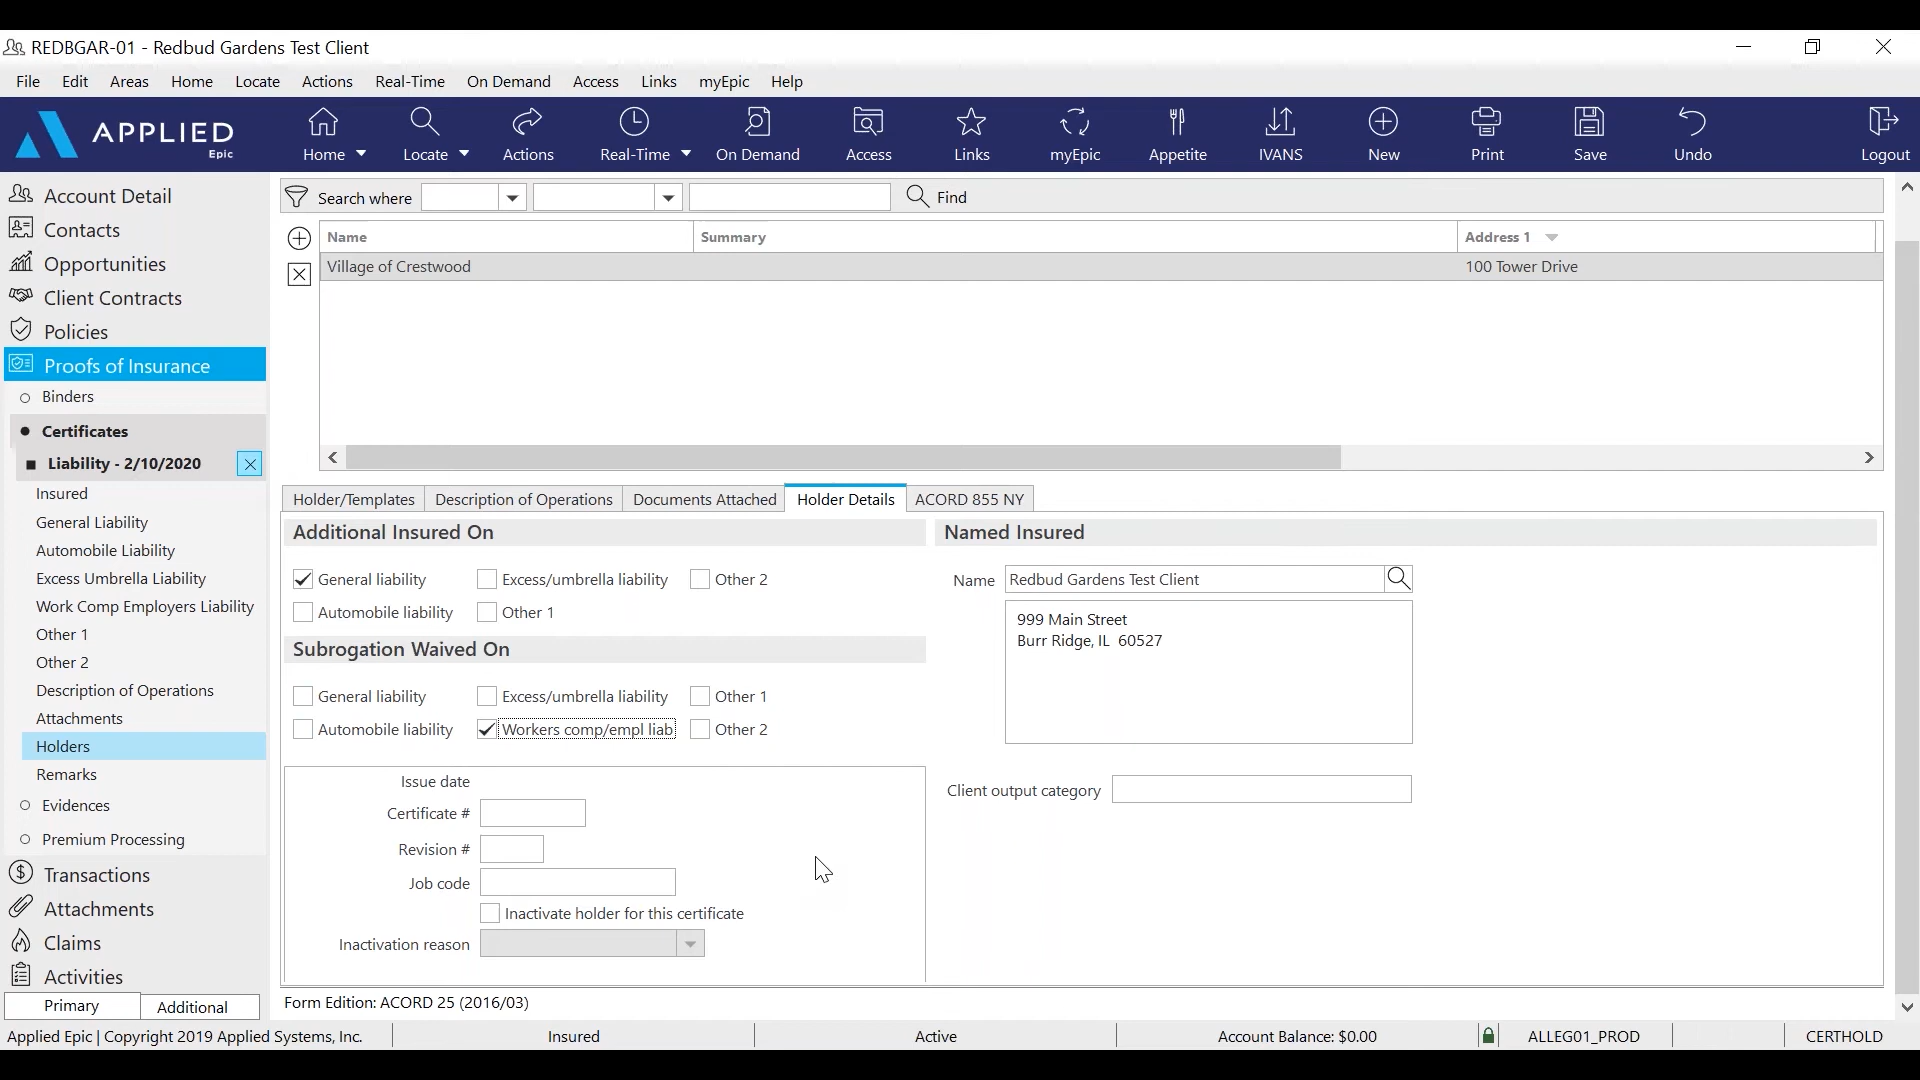 REDBGAR-01 - Redbud Gardens Test Client
File Edit Areas Home Locate Actions Real-Time On Demand Access Links myEpic Help
APPLIED
Epic
Home Locate Actions Real-Time On Demand Access Links myEpic Appetite IVANS New Print Save Undo Logout
Account Detail
Contacts
Opportunities
Client Contracts
Policies
Proofs of Insurance
Binders
Certificates
Liability - 2/10/2020
Insured
General Liability
Automobile Liability
Excess Umbrella Liability
Work Comp Employers Liability
Other 1
Other 2
Description of Operations
Attachments
Holders
Remarks
Evidences
Premium Processing
Transactions
Attachments
Claims
Activities
Primary Additional
Search where Find
Name Summary Address 1
Village of Crestwood 100 Tower Drive
Holder/Templates Description of Operations Documents Attached Holder Details ACORD 855 NY
Additional Insured On
General liability Excess/umbrella liability Other 2
Automobile liability Other 1
Subrogation Waived On
General liability Excess/umbrella liability Other 1
Automobile liability Workers comp/empl liab Other 2
Issue date
Certificate #
Revision #
Job code
Inactivate holder for this certificate
Inactivation reason
Named Insured
Name Redbud Gardens Test Client
999 Main Street
Burr Ridge, IL 60527
Client output category
Form Edition: ACORD 25 (2016/03)
Applied Epic | Copyright 2019 Applied Systems, Inc. Insured Active Account Balance: $0.00 ALLEG01_PROD CERTHOLD